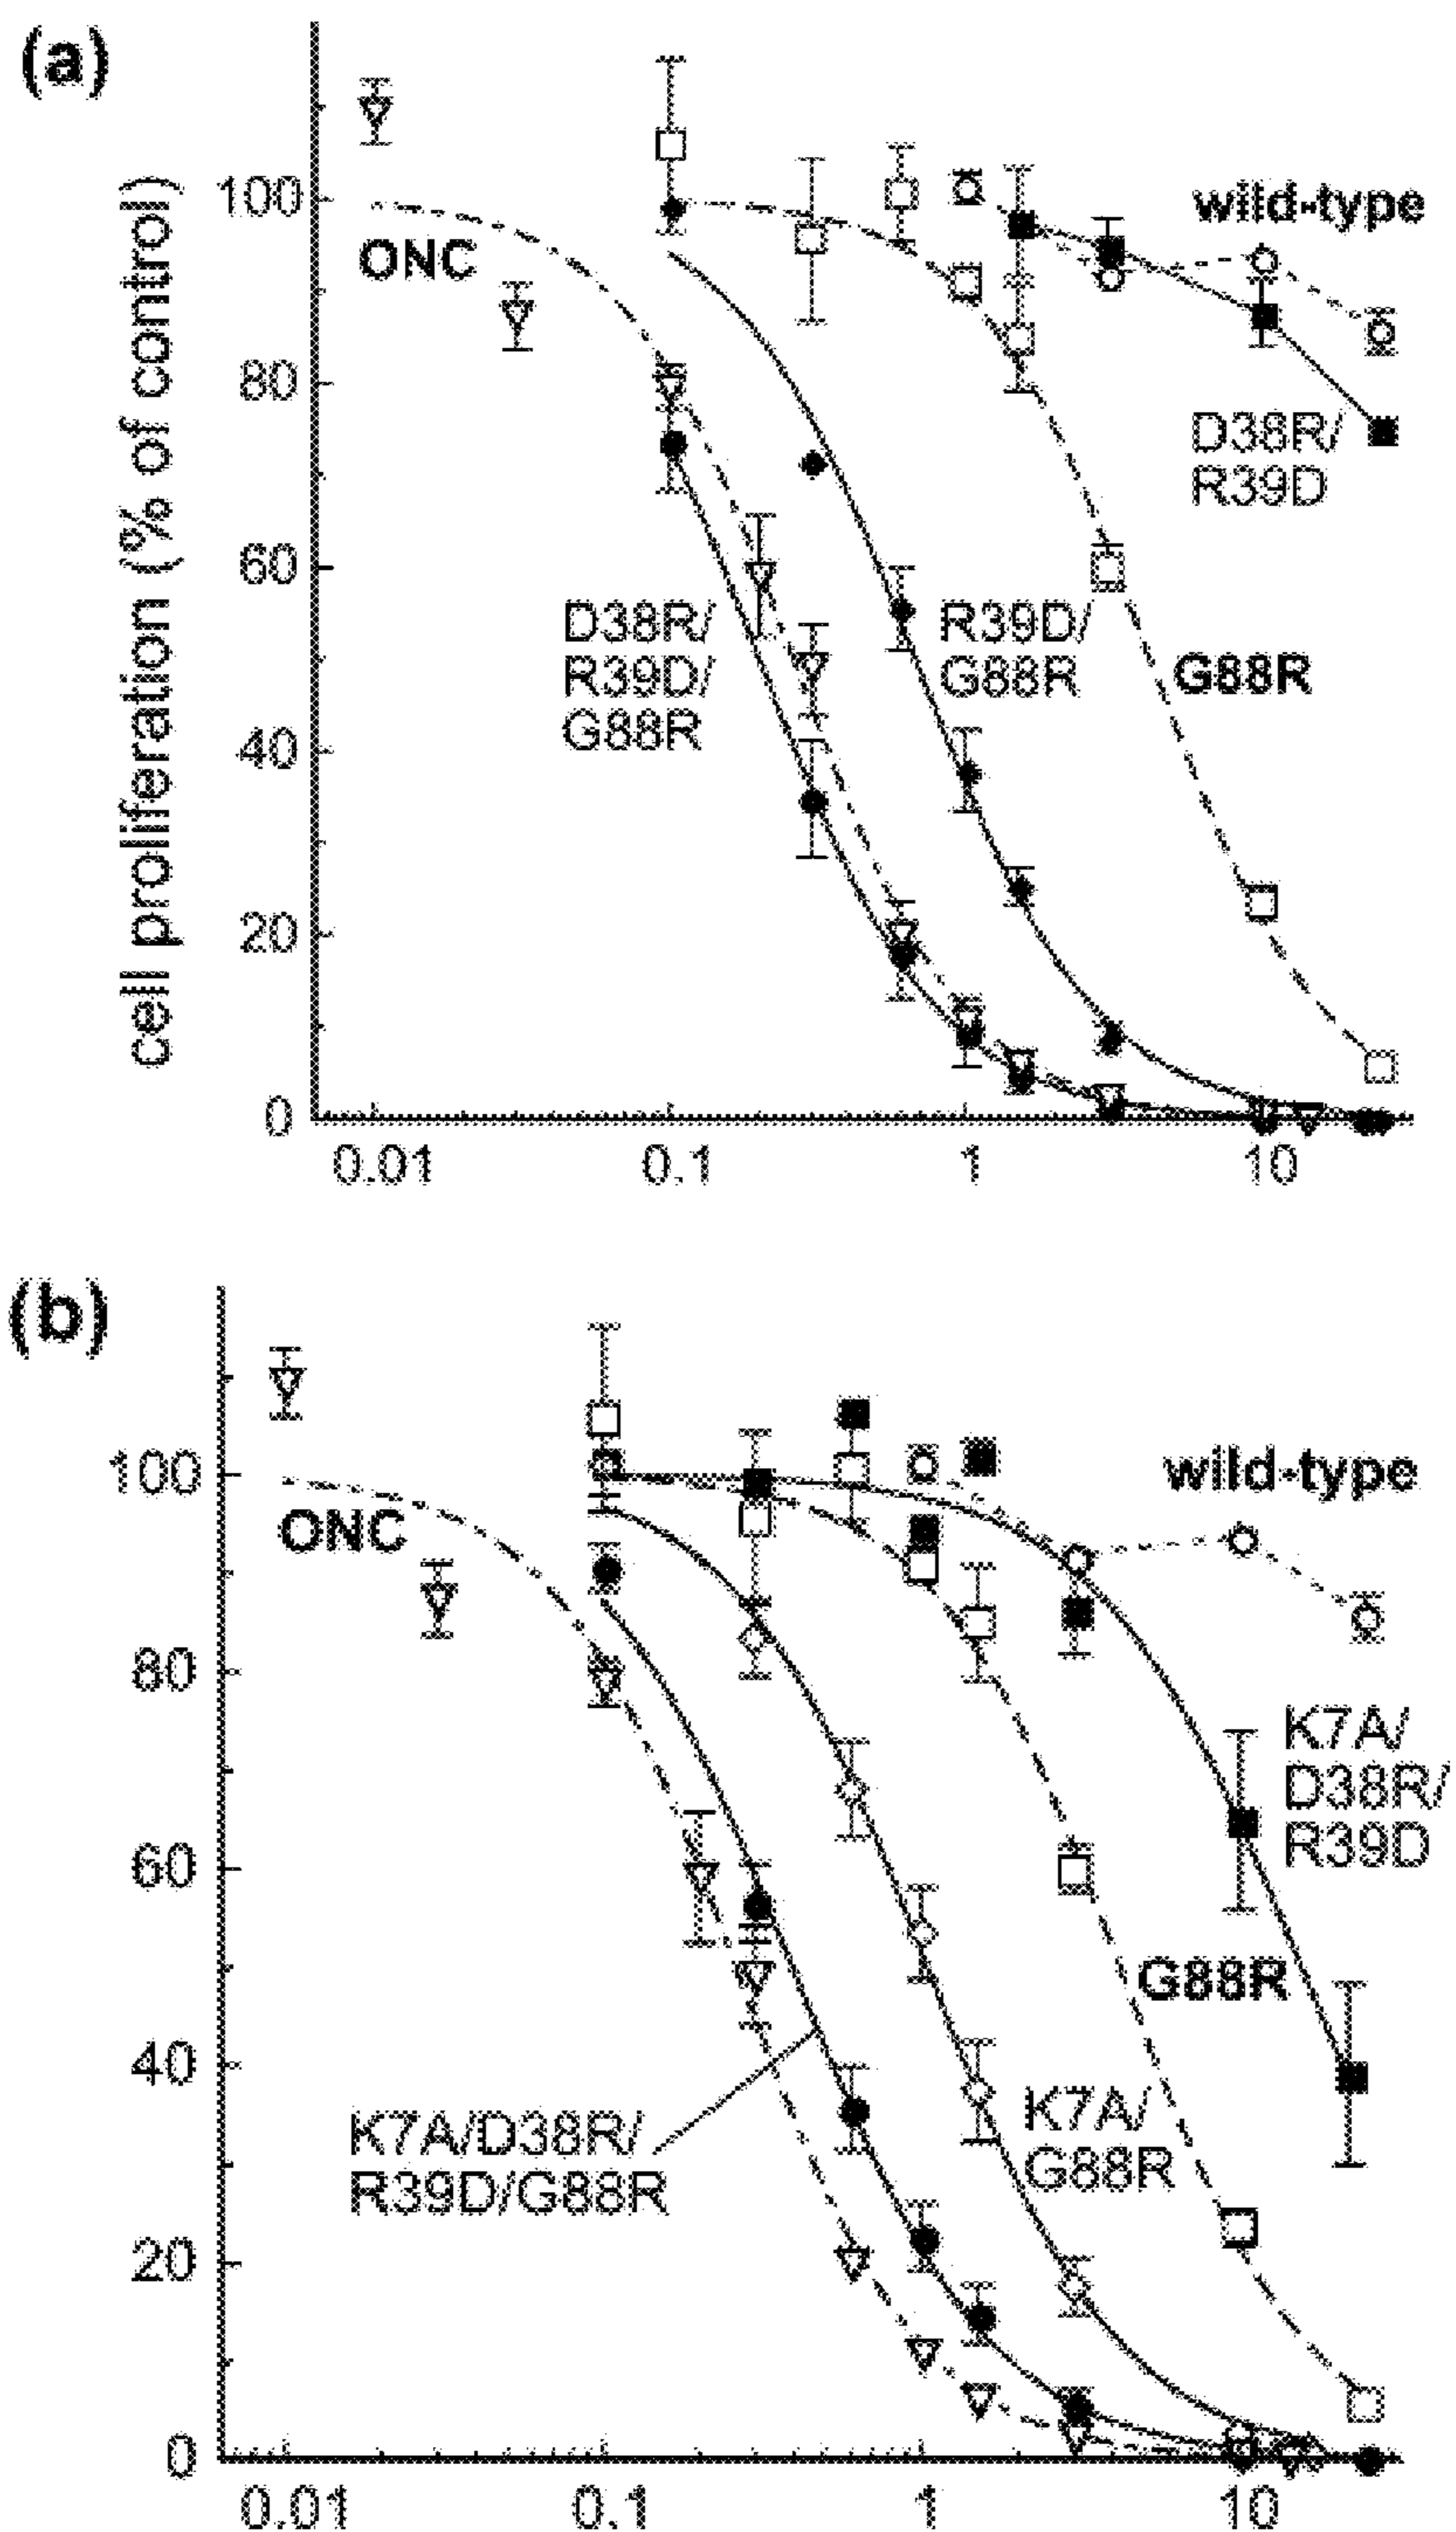 (a)
cell proliferation (% of control)
100
80
60
40
20
0
ONC
wild-type
D38R/
R39D
D38R/
R39D/
G88R
R39D/
G88R
G88R
0.01
0.1
1
10
(b)
100
80
60
40
20
0
ONC
wild-type
K7A/
D38R/
R39D
G88R
K7A/
G88R
K7A/D38R/
R39D/G88R
0.01
0.1
1
10